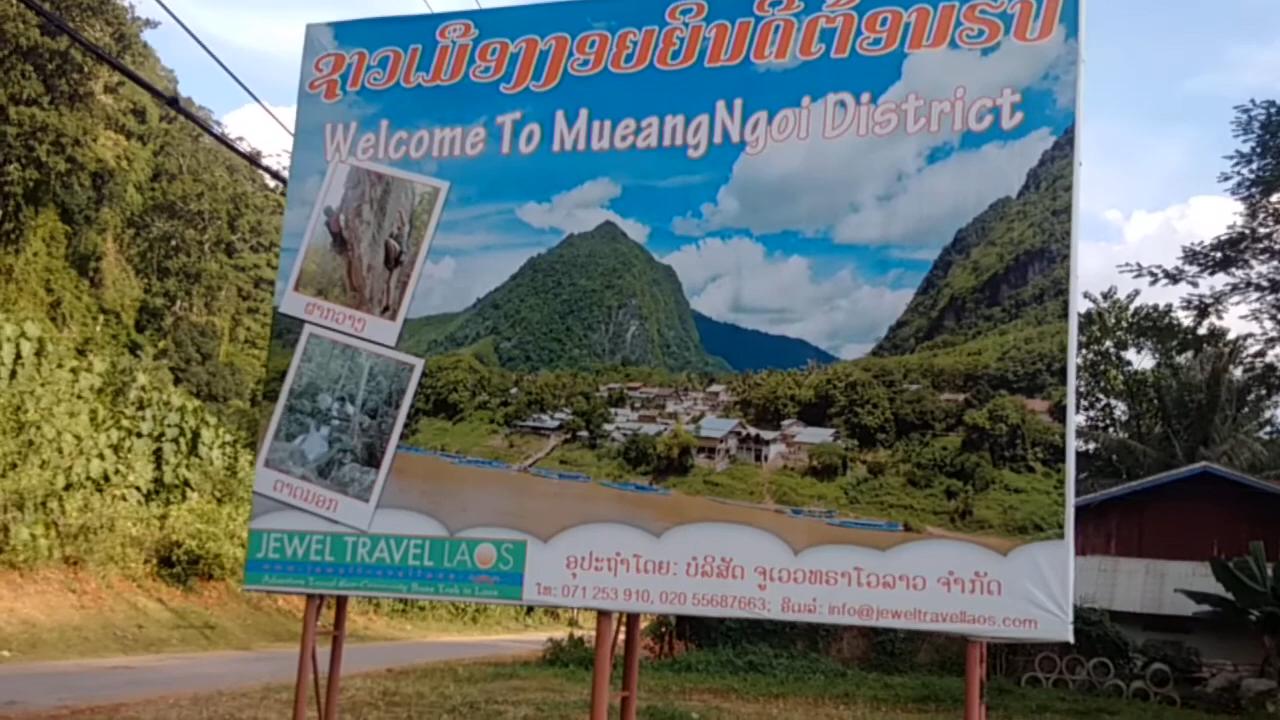 ຊາວເມືອງງອຍຍິນດີຕ້ອນຮັບ
Welcome To MueangNgoi District
ຜາກວາງ
ຕາດມອກ
JEWEL TRAVEL LAOS
ອຸປະຖຳໂດຍ: ບໍລິສັດ ຈູເວວທຣາໂວລາວ ຈຳກັດ
ໂທ: 071 253 910, 020 55687663; ອີເມລ໌: info@jeweltravellaos.com